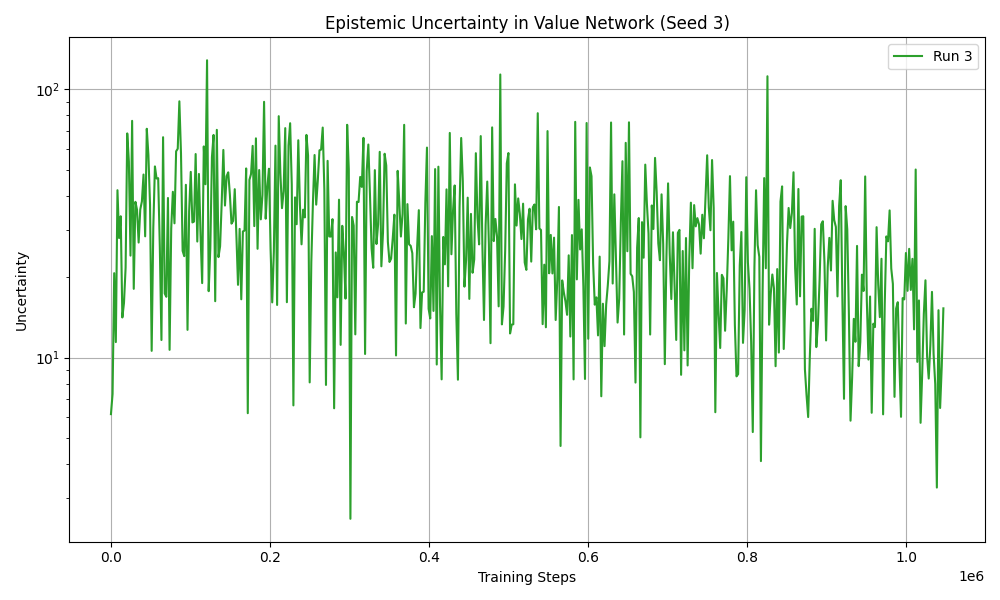 Epistemic Uncertainty in Value Network (Seed 3)
Run 3
10²
10¹
Uncertainty
0.0 0.2 0.4 0.6 0.8 1.0
1e6
Training Steps